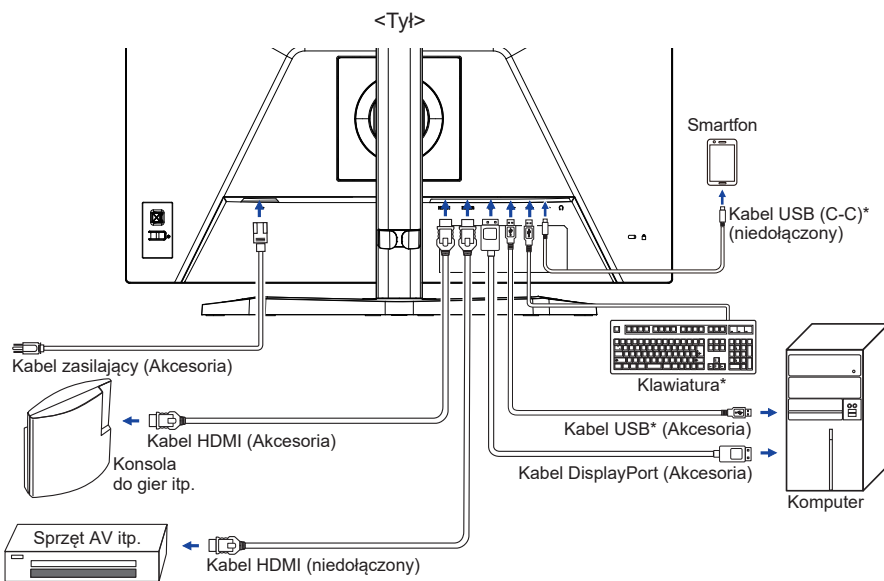 <Tył>
Smartfon
Kabel USB (C-C)*
(niedołączony)
Kabel zasilający (Akcesoria)
Klawiatura*
Kabel HDMI (Akcesoria)
Kabel USB* (Akcesoria)
Konsola
do gier itp.
Kabel DisplayPort (Akcesoria)
Komputer
Sprzęt AV itp.
Kabel HDMI (niedołączony)